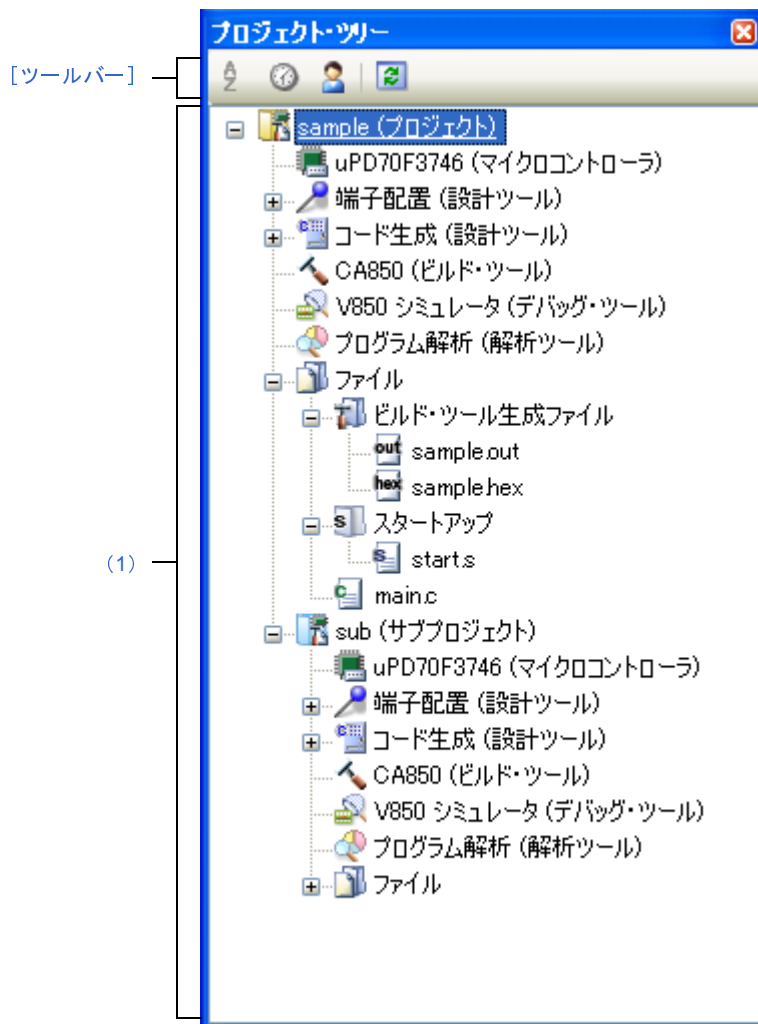 プロジェクト・ツリー
[ツールバー]
sample (プロジェクト)
uPD70F3746 (マイクロコントローラ)
端子配置 (設計ツール)
コード生成 (設計ツール)
CA850 (ビルド・ツール)
V850 シミュレータ (デバッグ・ツール)
プログラム解析 (解析ツール)
ファイル
ビルド・ツール生成ファイル
out sample.out
hex sample.hex
S スタートアップ
(1)
S start.s
C main.c
sub (サブプロジェクト)
uPD70F3746 (マイクロコントローラ)
端子配置 (設計ツール)
コード生成 (設計ツール)
CA850 (ビルド・ツール)
V850 シミュレータ (デバッグ・ツール)
プログラム解析 (解析ツール)
ファイル